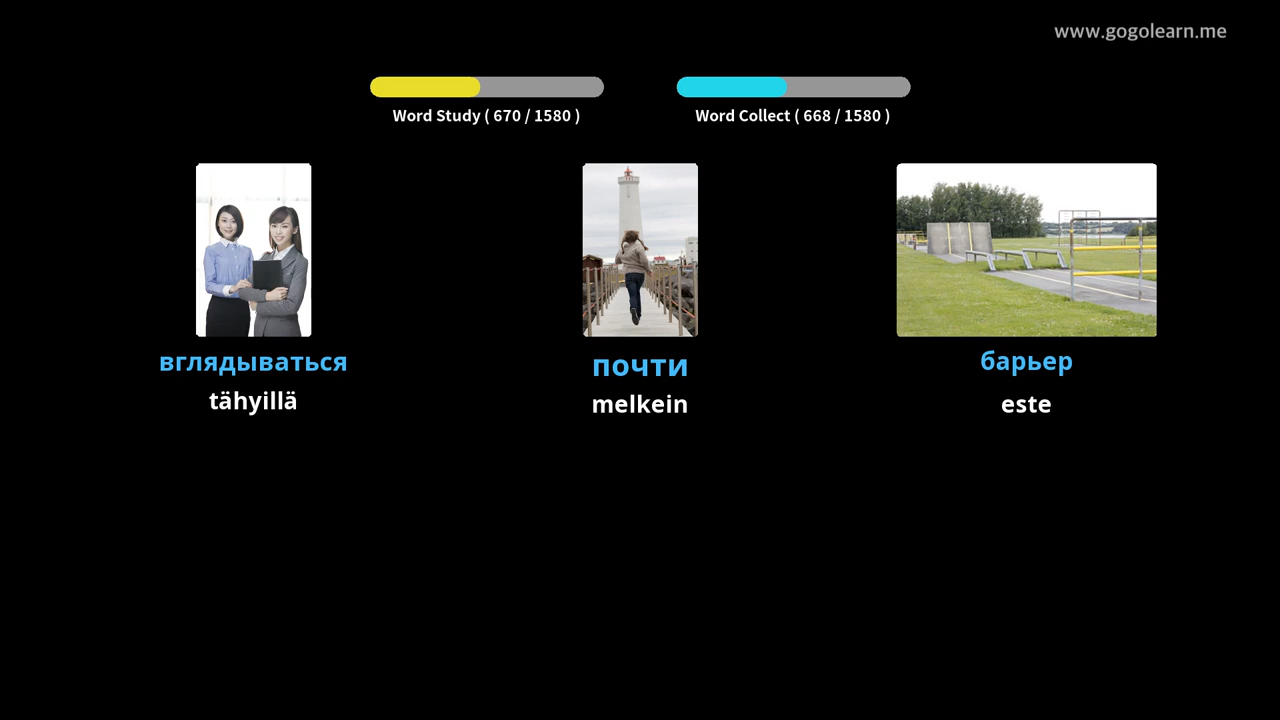 www.gogolearn.me
Word Study ( 670 / 1580 )
Word Collect ( 668 / 1580 )
вглядываться
tähyillä
почти
melkein
барьер
este